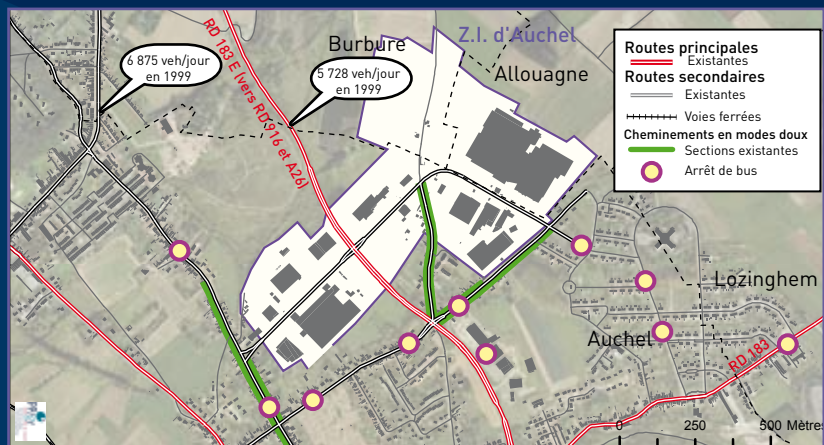 Burbure
Z.I. d'Auchel
Allouagne
6 875 veh/jour
en 1999
5 728 veh/jour
en 1999
RD 183 E (vers RD 916 et A26)
Routes principales
Existantes
Routes secondaires
Existantes
Voies ferrées
Cheminements en modes doux
Sections existantes
Arrêt de bus
Lozinghem
Auchel
RD 183
0 250 500 Mètres